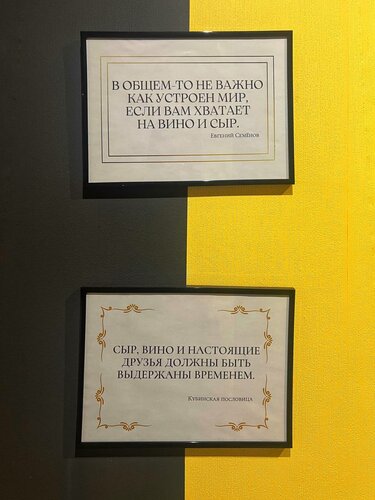 В ОБЩЕМ-ТО НЕ ВАЖНО
КАК УСТРОЕН МИР,
ЕСЛИ ВАМ ХВАТАЕТ
НА ВИНО И СЫР.
ЕВГЕНИЙ СЕМЁНОВ
СЫР, ВИНО И НАСТОЯЩИЕ
ДРУЗЬЯ ДОЛЖНЫ БЫТЬ
ВЫДЕРЖАНЫ ВРЕМЕНЕМ.
КУБИНСКАЯ ПОСЛОВИЦА